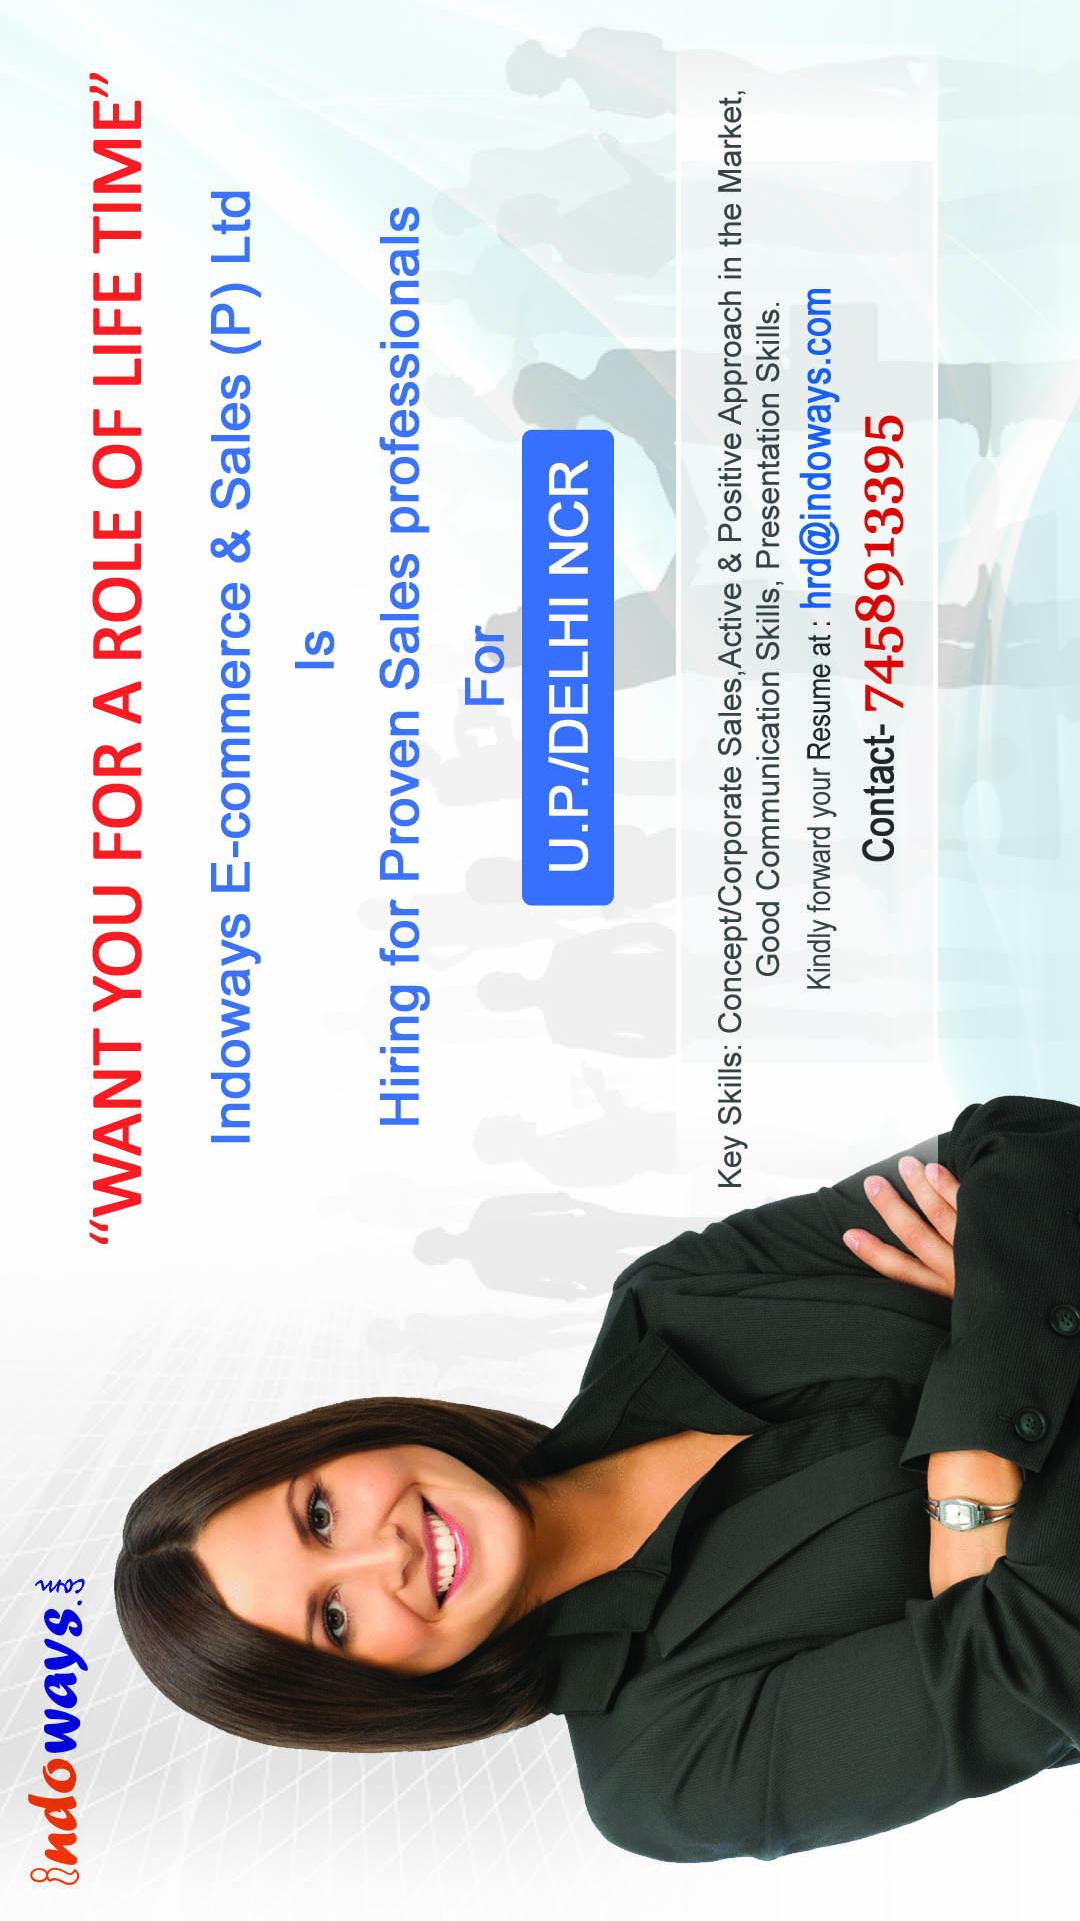 indoways.com
“WANT YOU FOR A ROLE OF LIFE TIME”
Indoways E-commerce & Sales (P) Ltd
Is
Hiring for Proven Sales professionals
For
U.P./DELHI NCR
Key Skills: Concept/Corporate Sales,Active & Positive Approach in the Market,
Good Communication Skills, Presentation Skills.
Kindly forward your Resume at : hrd@indoways.com
Contact- 7458913395